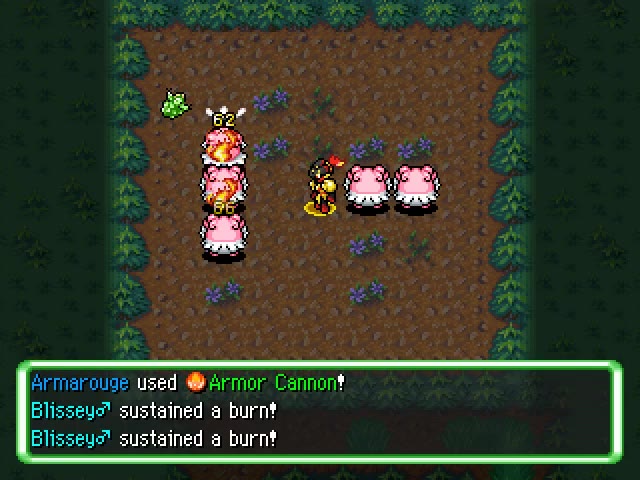 62
66
Armarouge used Armor Cannon!
Blissey♂ sustained a burn!
Blissey♂ sustained a burn!